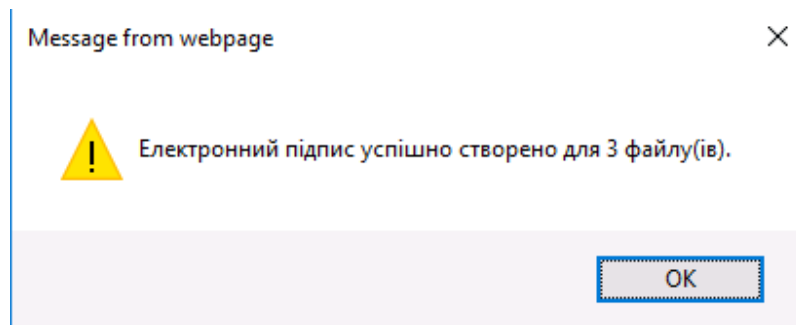 Message from webpage
Електронний підпис успішно створено для 3 файлу(ів).
OK